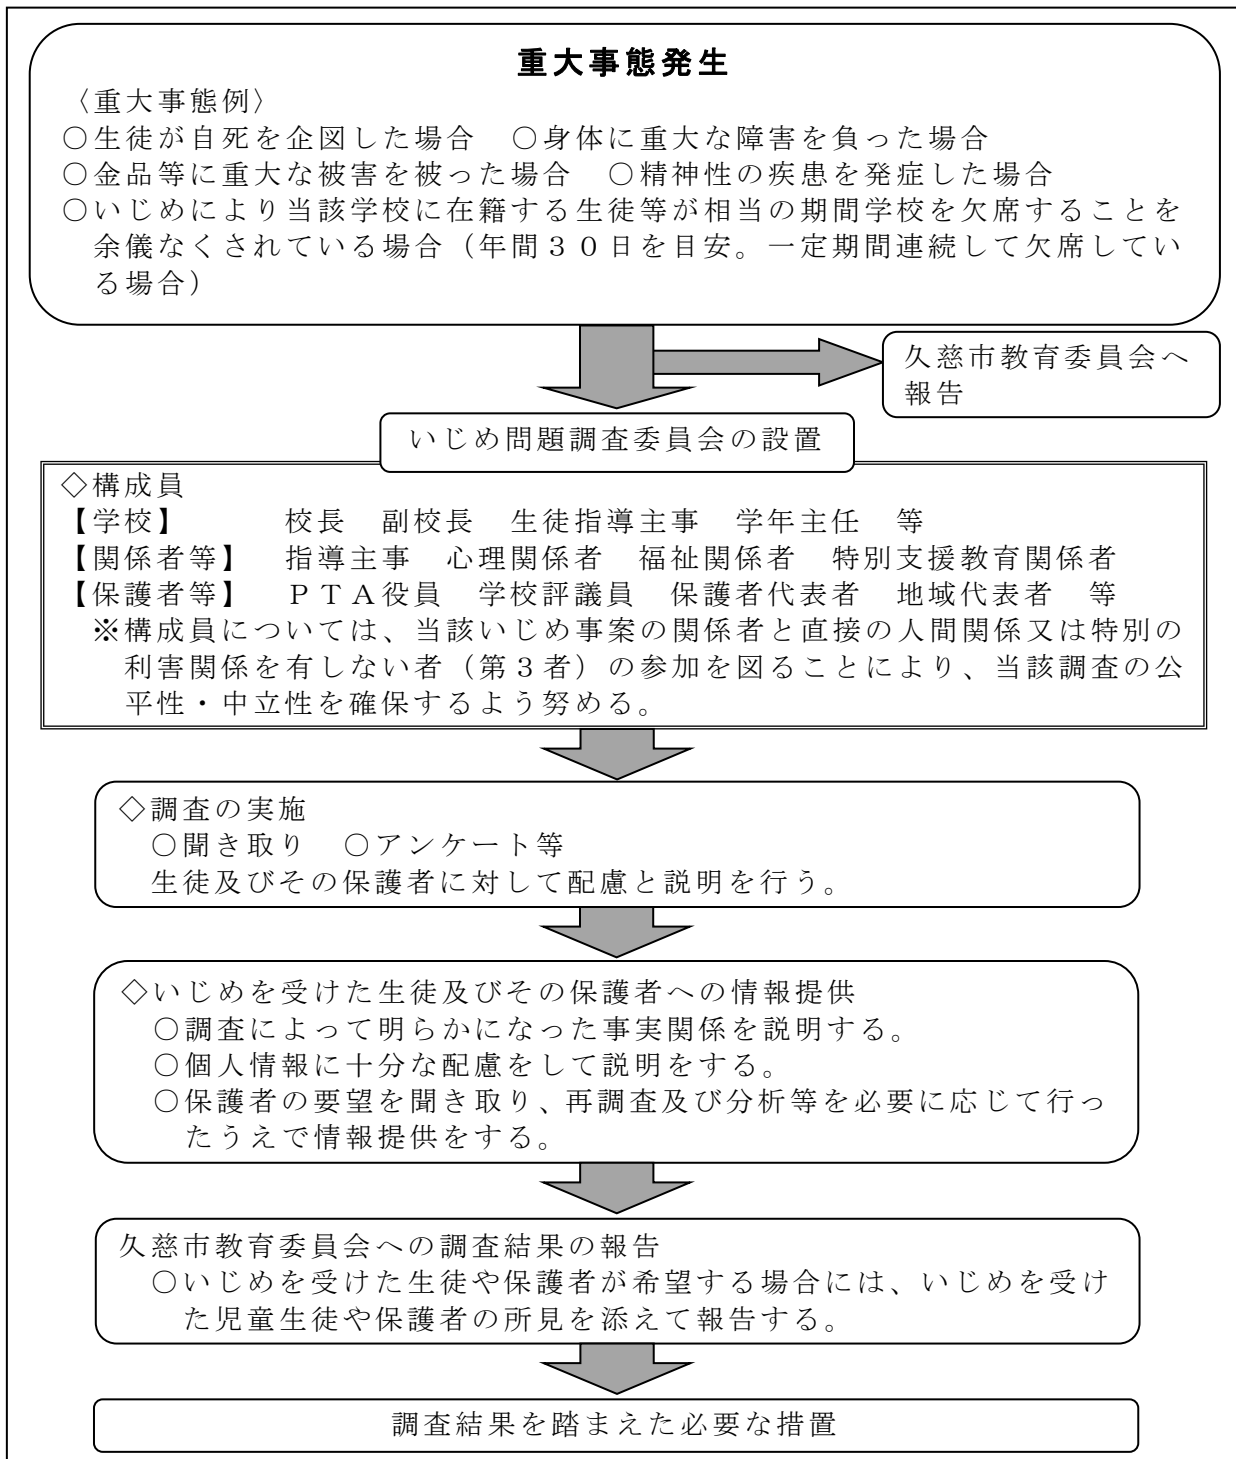 重大事態発生
〈重大事態例〉
○生徒が自死を企図した場合　○身体に重大な障害を負った場合
○金品等に重大な被害を被った場合　○精神性の疾患を発症した場合
○いじめにより当該学校に在籍する生徒等が相当の期間学校を欠席することを
余儀なくされている場合（年間３０日を目安。一定期間連続して欠席してい
る場合）
久慈市教育委員会へ
報告
いじめ問題調査委員会の設置
◇構成員
【学校】　　　校長　副校長　生徒指導主事　学年主任　等
【関係者等】　指導主事　心理関係者　福祉関係者　特別支援教育関係者
【保護者等】　ＰＴＡ役員　学校評議員　保護者代表者　地域代表者　等
※構成員については、当該いじめ事案の関係者と直接の人間関係又は特別の
利害関係を有しない者（第３者）の参加を図ることにより、当該調査の公
平性・中立性を確保するよう努める。
◇調査の実施
○聞き取り　○アンケート等
生徒及びその保護者に対して配慮と説明を行う。
◇いじめを受けた生徒及びその保護者への情報提供
○調査によって明らかになった事実関係を説明する。
○個人情報に十分な配慮をして説明をする。
○保護者の要望を聞き取り、再調査及び分析等を必要に応じて行っ
たうえで情報提供をする。
久慈市教育委員会への調査結果の報告
○いじめを受けた生徒や保護者が希望する場合には、いじめを受け
た児童生徒や保護者の所見を添えて報告する。
調査結果を踏まえた必要な措置